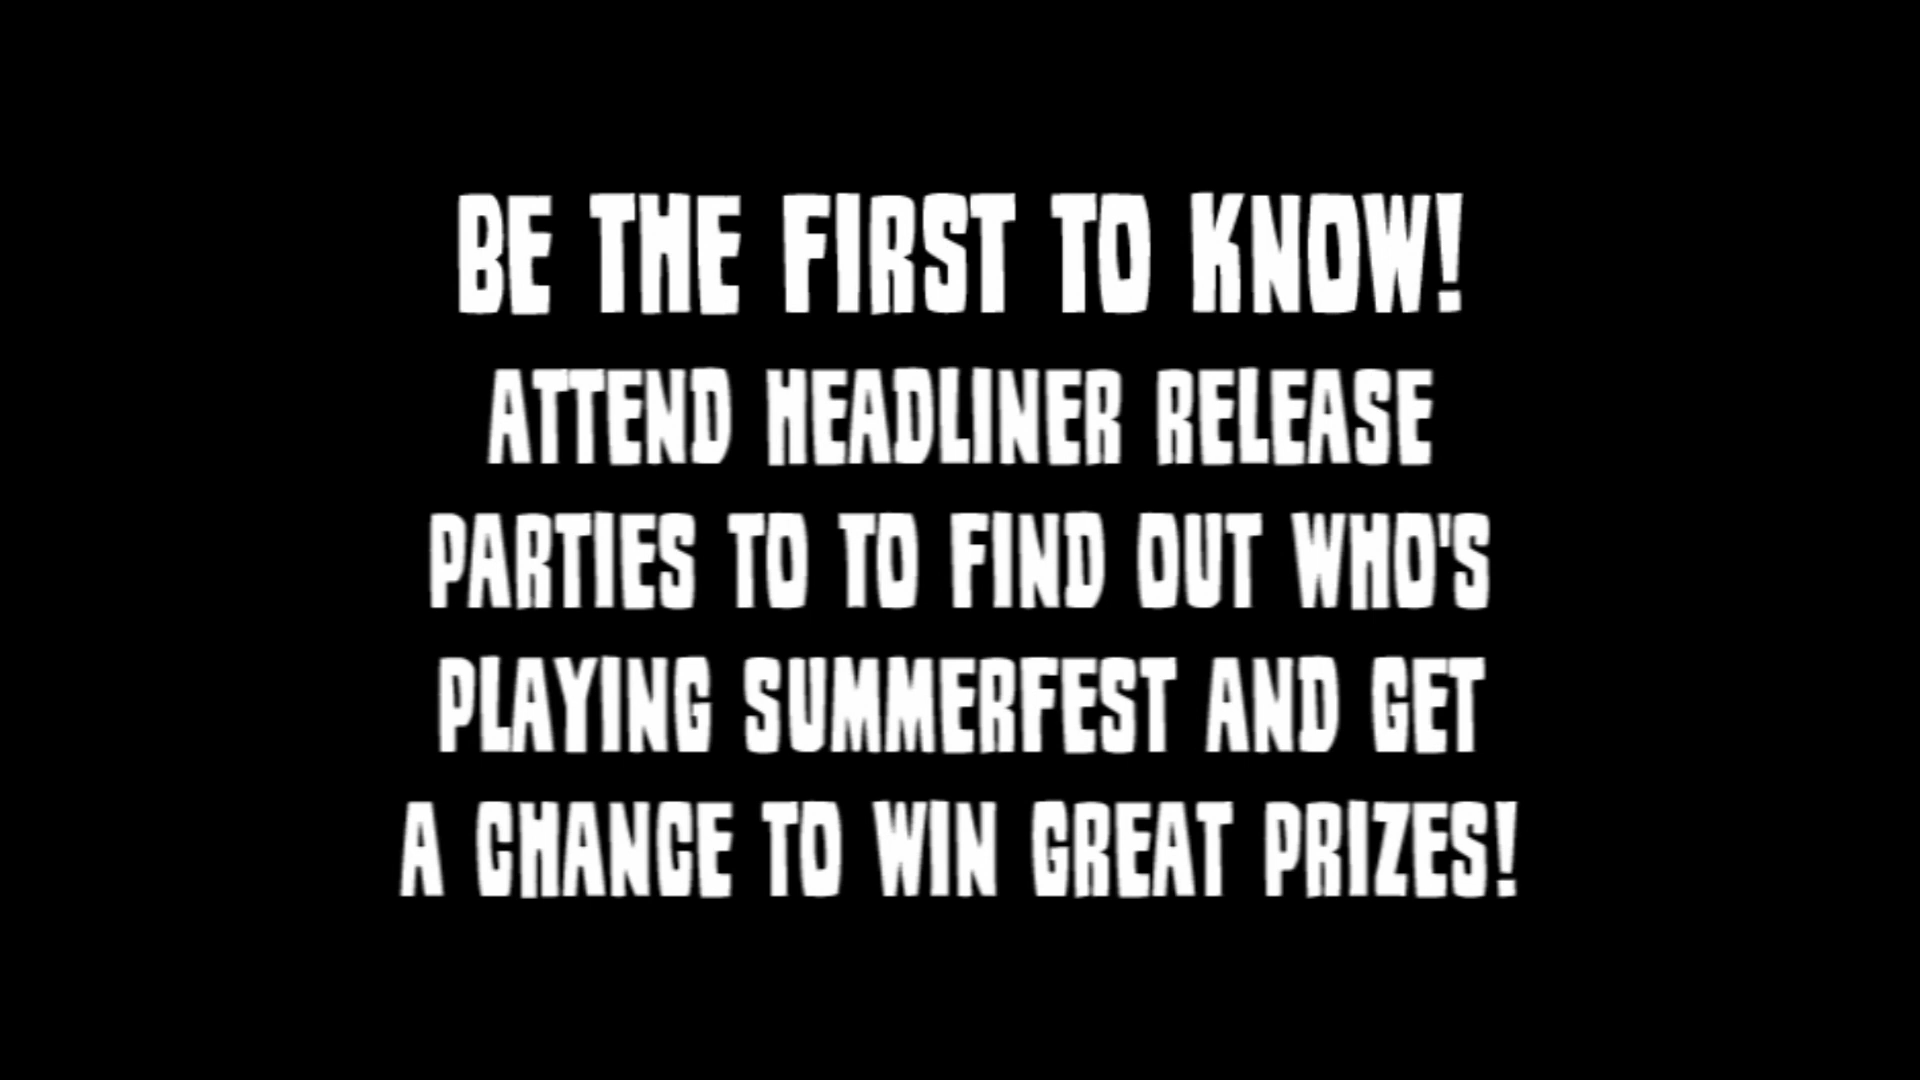 BE THE FIRST TO KNOW!
ATTEND HEADLINER RELEASE
PARTIES TO TO FIND OUT WHO'S
PLAYING SUMMERFEST AND GET
A CHANCE TO WIN GREAT PRIZES!